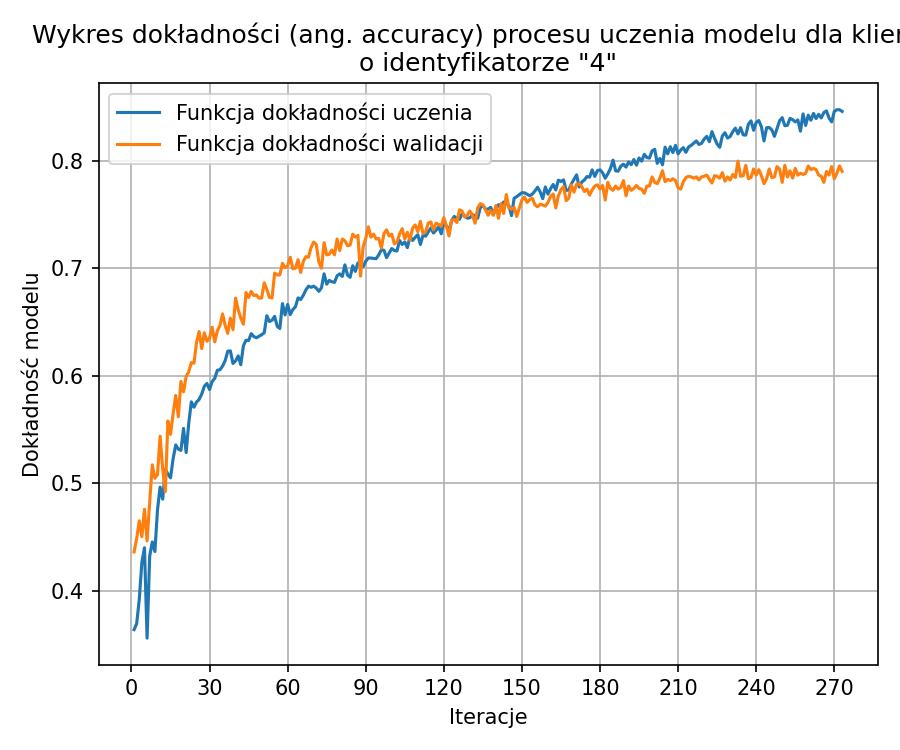 Wykres dokładności (ang. accuracy) procesu uczenia modelu dla
o identyfikatorze "4"
Funkcja dokładności uczenia
Funkcja dokładności walidacji
Dokładność modelu
0.8
0.7
0.6
0.5
0.4
0 30 60 90 120 150 180 210 240 270
Iteracje